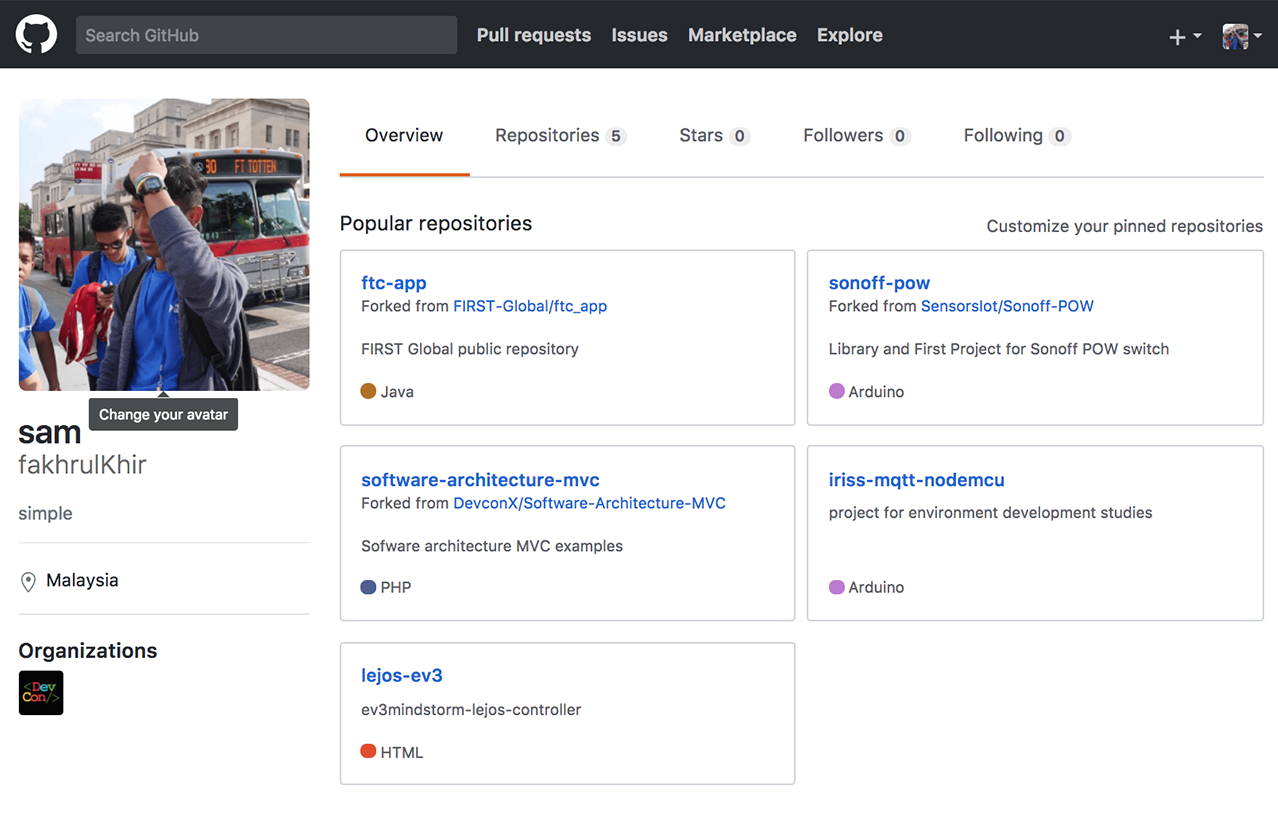 Search GitHub
Pull requests
Issues
Marketplace
Explore
30 FT TOTTEN
Change your avatar
sam
fakhrulKhir
simple
Malaysia
Organizations
<Dev
Con/>
Overview
Repositories 5
Stars 0
Followers 0
Following 0
Popular repositories
Customize your pinned repositories
ftc-app
Forked from FIRST-Global/ftc_app
FIRST Global public repository
Java
sonoff-pow
Forked from Sensorslot/Sonoff-POW
Library and First Project for Sonoff POW switch
Arduino
software-architecture-mvc
Forked from DevconX/Software-Architecture-MVC
Sofware architecture MVC examples
PHP
iriss-mqtt-nodemcu
project for environment development studies
Arduino
lejos-ev3
ev3mindstorm-lejos-controller
HTML